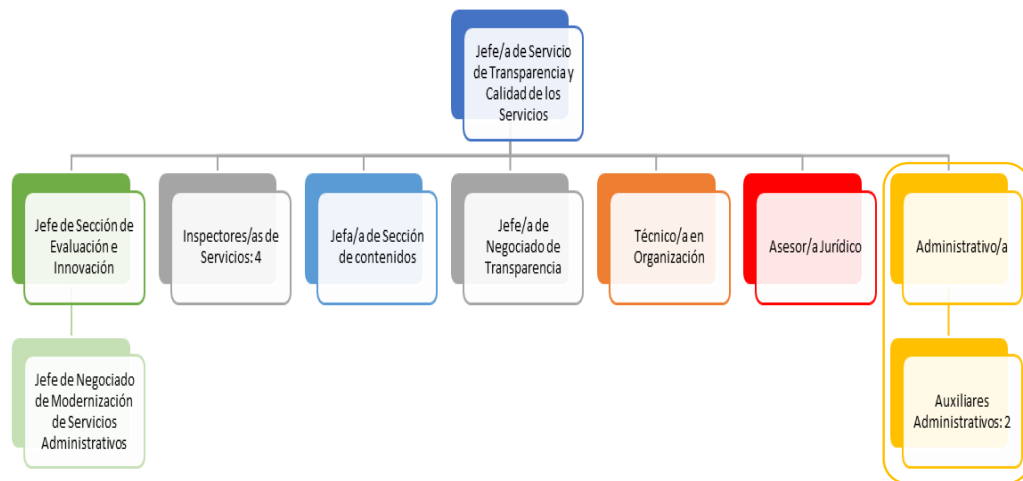 Jefe/a de Servicio
de Transparencia y
Calidad de los
Servicios
Jefe de Sección de
Evaluación e
Innovación
Inspectores/as de
Servicios: 4
Jefa/a de Sección
de contenidos
Jefe/a de
Negociado de
Transparencia
Técnico/a en
Organización
Asesor/a Jurídico
Administrativo/a
Jefe de Negociado
de Modernización
de Servicios
Administrativos
Auxiliares
Administrativos: 2